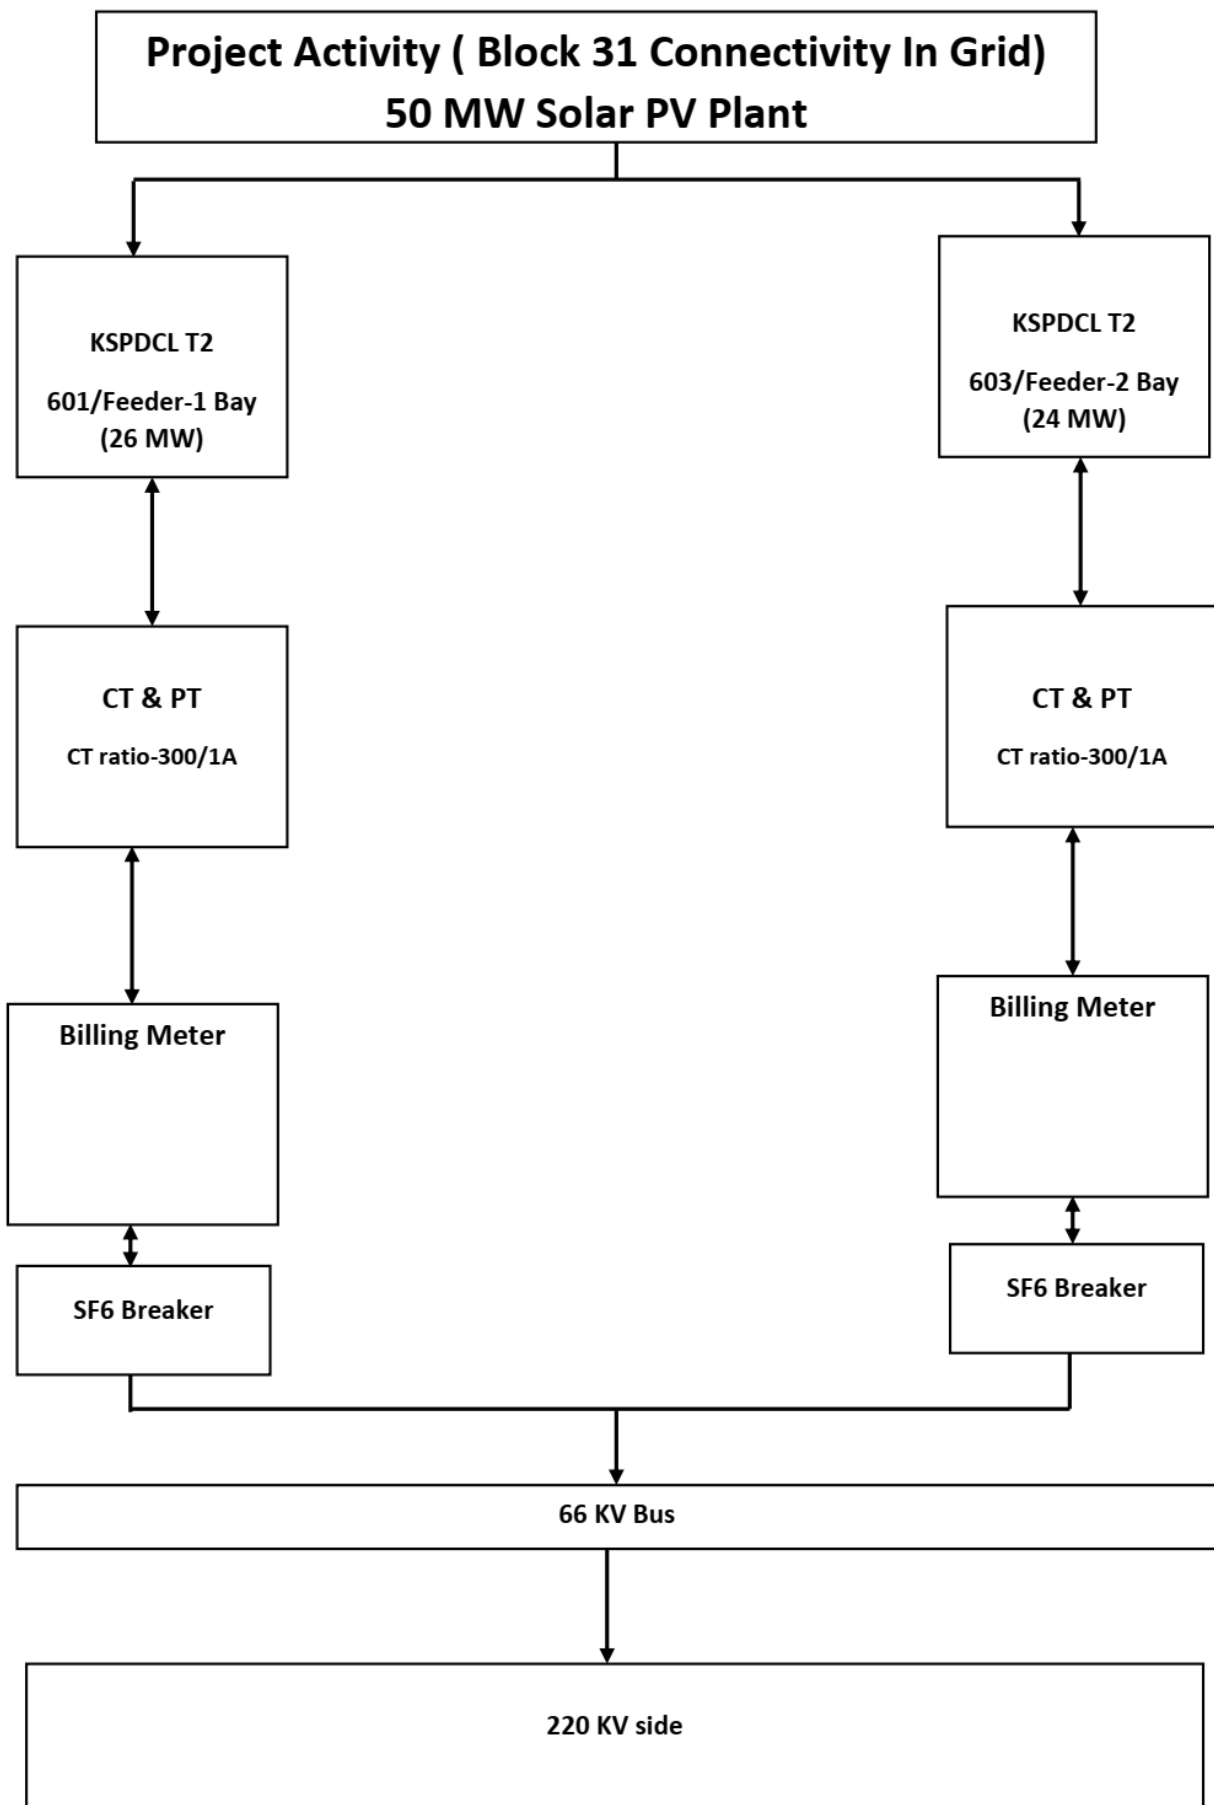 Project Activity ( Block 31 Connectivity In Grid)
50 MW Solar PV Plant
KSPDCL T2
601/Feeder-1 Bay
(26 MW)
KSPDCL T2
603/Feeder-2 Bay
(24 MW)
CT & PT
CT ratio-300/1A
CT & PT
CT ratio-300/1A
Billing Meter
Billing Meter
SF6 Breaker
SF6 Breaker
66 KV Bus
220 KV side